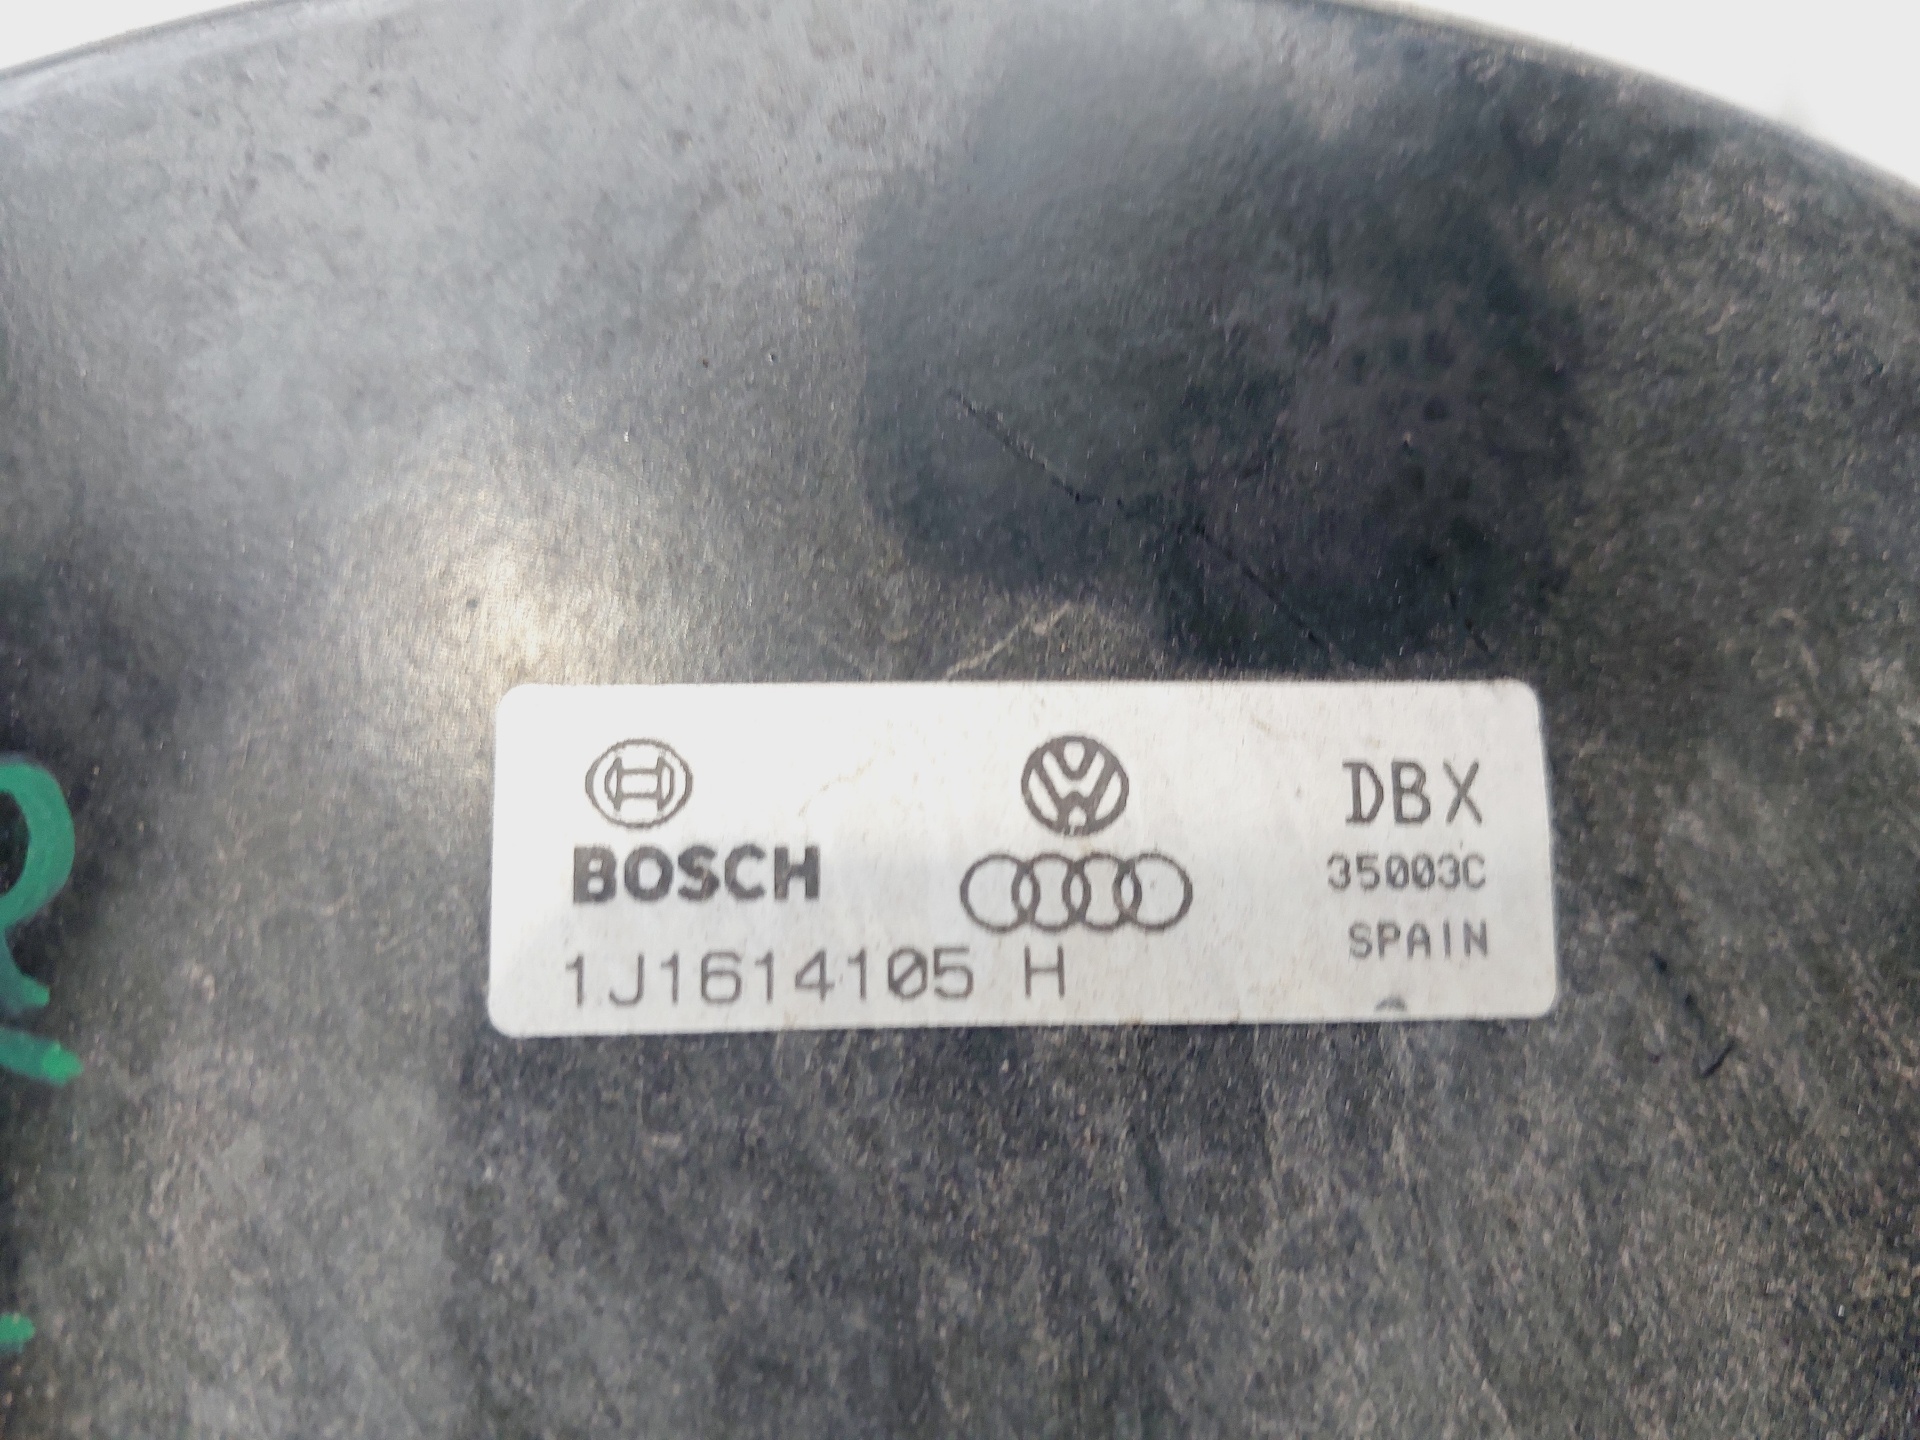 BOSCH
1J1614105 H
DBX
35003C
SPAIN